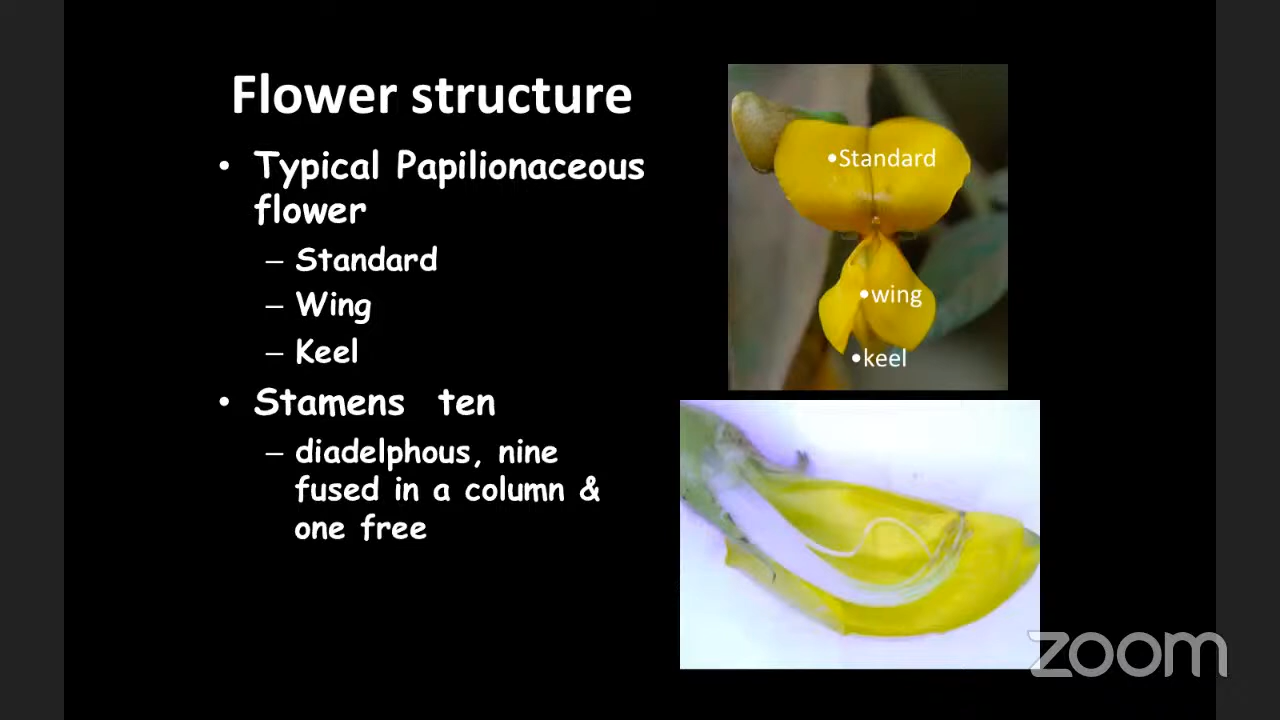 Flower structure
• Typical Papilionaceous
flower
– Standard
– Wing
– Keel
• Stamens ten
– diadelphous, nine
fused in a column &
one free
•Standard
•wing
•keel
zoom